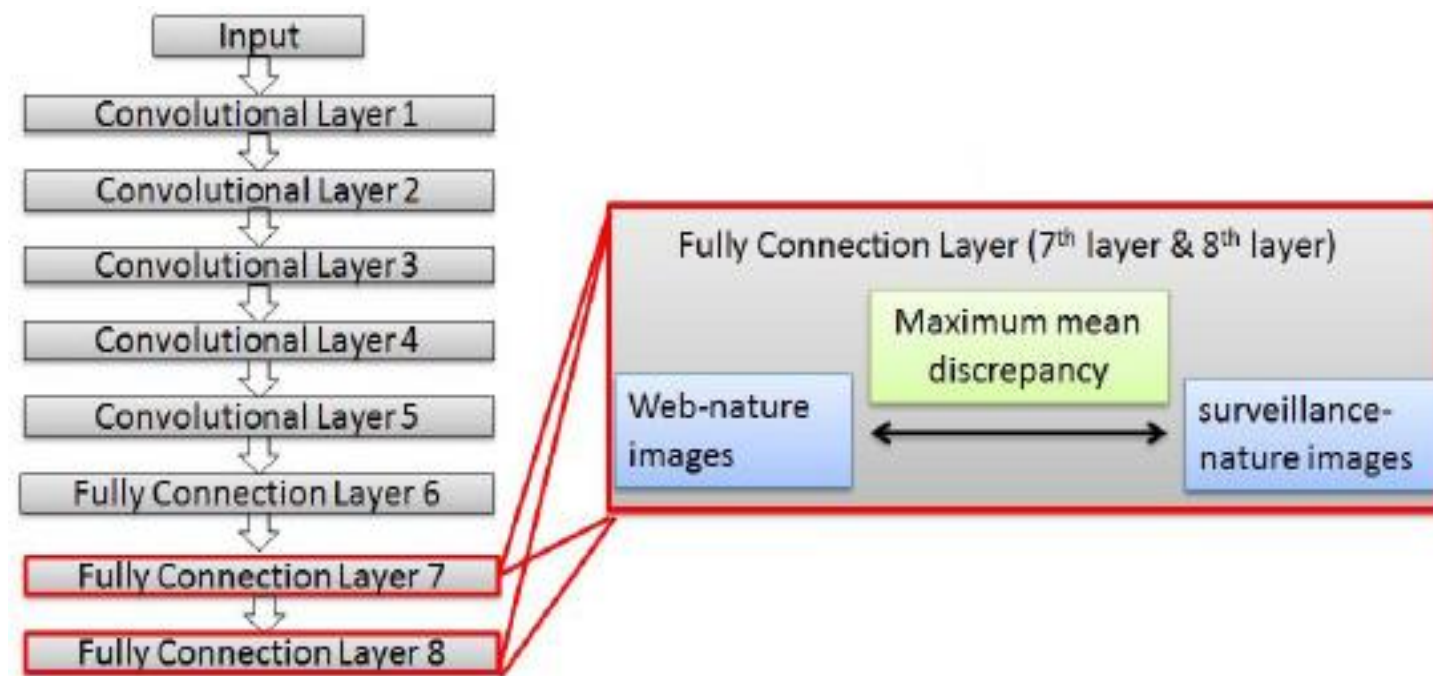 Input
Convolutional Layer 1
Convolutional Layer 2
Convolutional Layer 3
Convolutional Layer 4
Convolutional Layer 5
Fully Connection Layer 6
Fully Connection Layer 7
Fully Connection Layer 8
Fully Connection Layer (7th layer & 8th layer)
Maximum mean
discrepancy
Web-nature
images
surveillance-
nature images